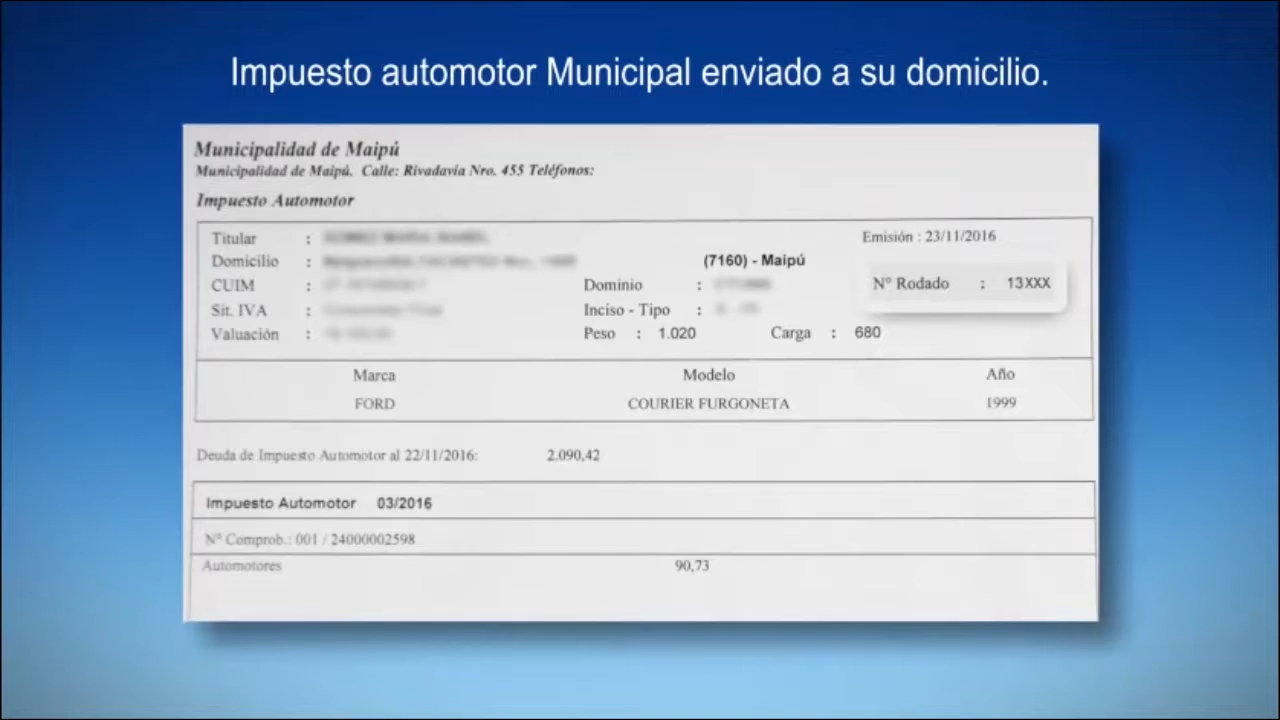 Impuesto automotor Municipal enviado a su domicilio.
Municipalidad de Maipú
Municipalidad de Maipú. Calle: Rivadavia Nro. 455 Teléfonos:
Impuesto Automotor
Titular : Emisión : 23/11/2016
Domicilio : (7160) - Maipú
CUIM : Dominio : Nº Rodado : 13XXX
Sit. IVA : Inciso - Tipo :
Valuación : Peso : 1.020 Carga : 680
Marca Modelo Año
FORD COURIER FURGONETA 1999
Deuda de Impuesto Automotor al 22/11/2016: 2.090,42
Impuesto Automotor 03/2016
Nº Comprob.: 001 / 24000002598
Automotores 90,73